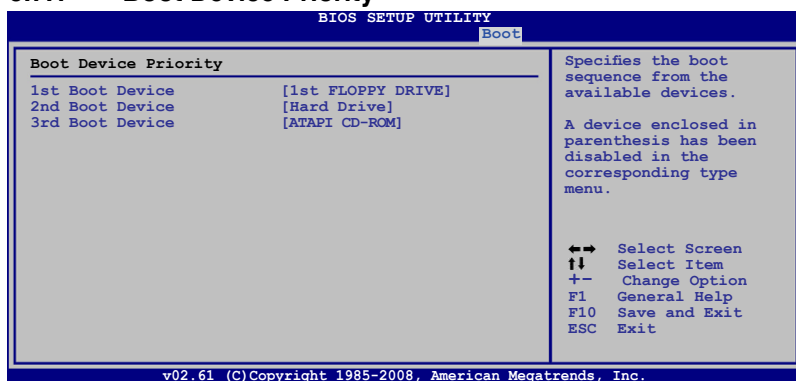 BIOS SETUP UTILITY
Boot
Boot Device Priority
1st Boot Device [1st FLOPPY DRIVE]
2nd Boot Device [Hard Drive]
3rd Boot Device [ATAPI CD-ROM]
Specifies the boot
sequence from the
available devices.
A device enclosed in
parenthesis has been
disabled in the
corresponding type
menu.
←→ Select Screen
↑↓ Select Item
+- Change Option
F1 General Help
F10 Save and Exit
ESC Exit
v02.61 (C)Copyright 1985-2008, American Megatrends, Inc.